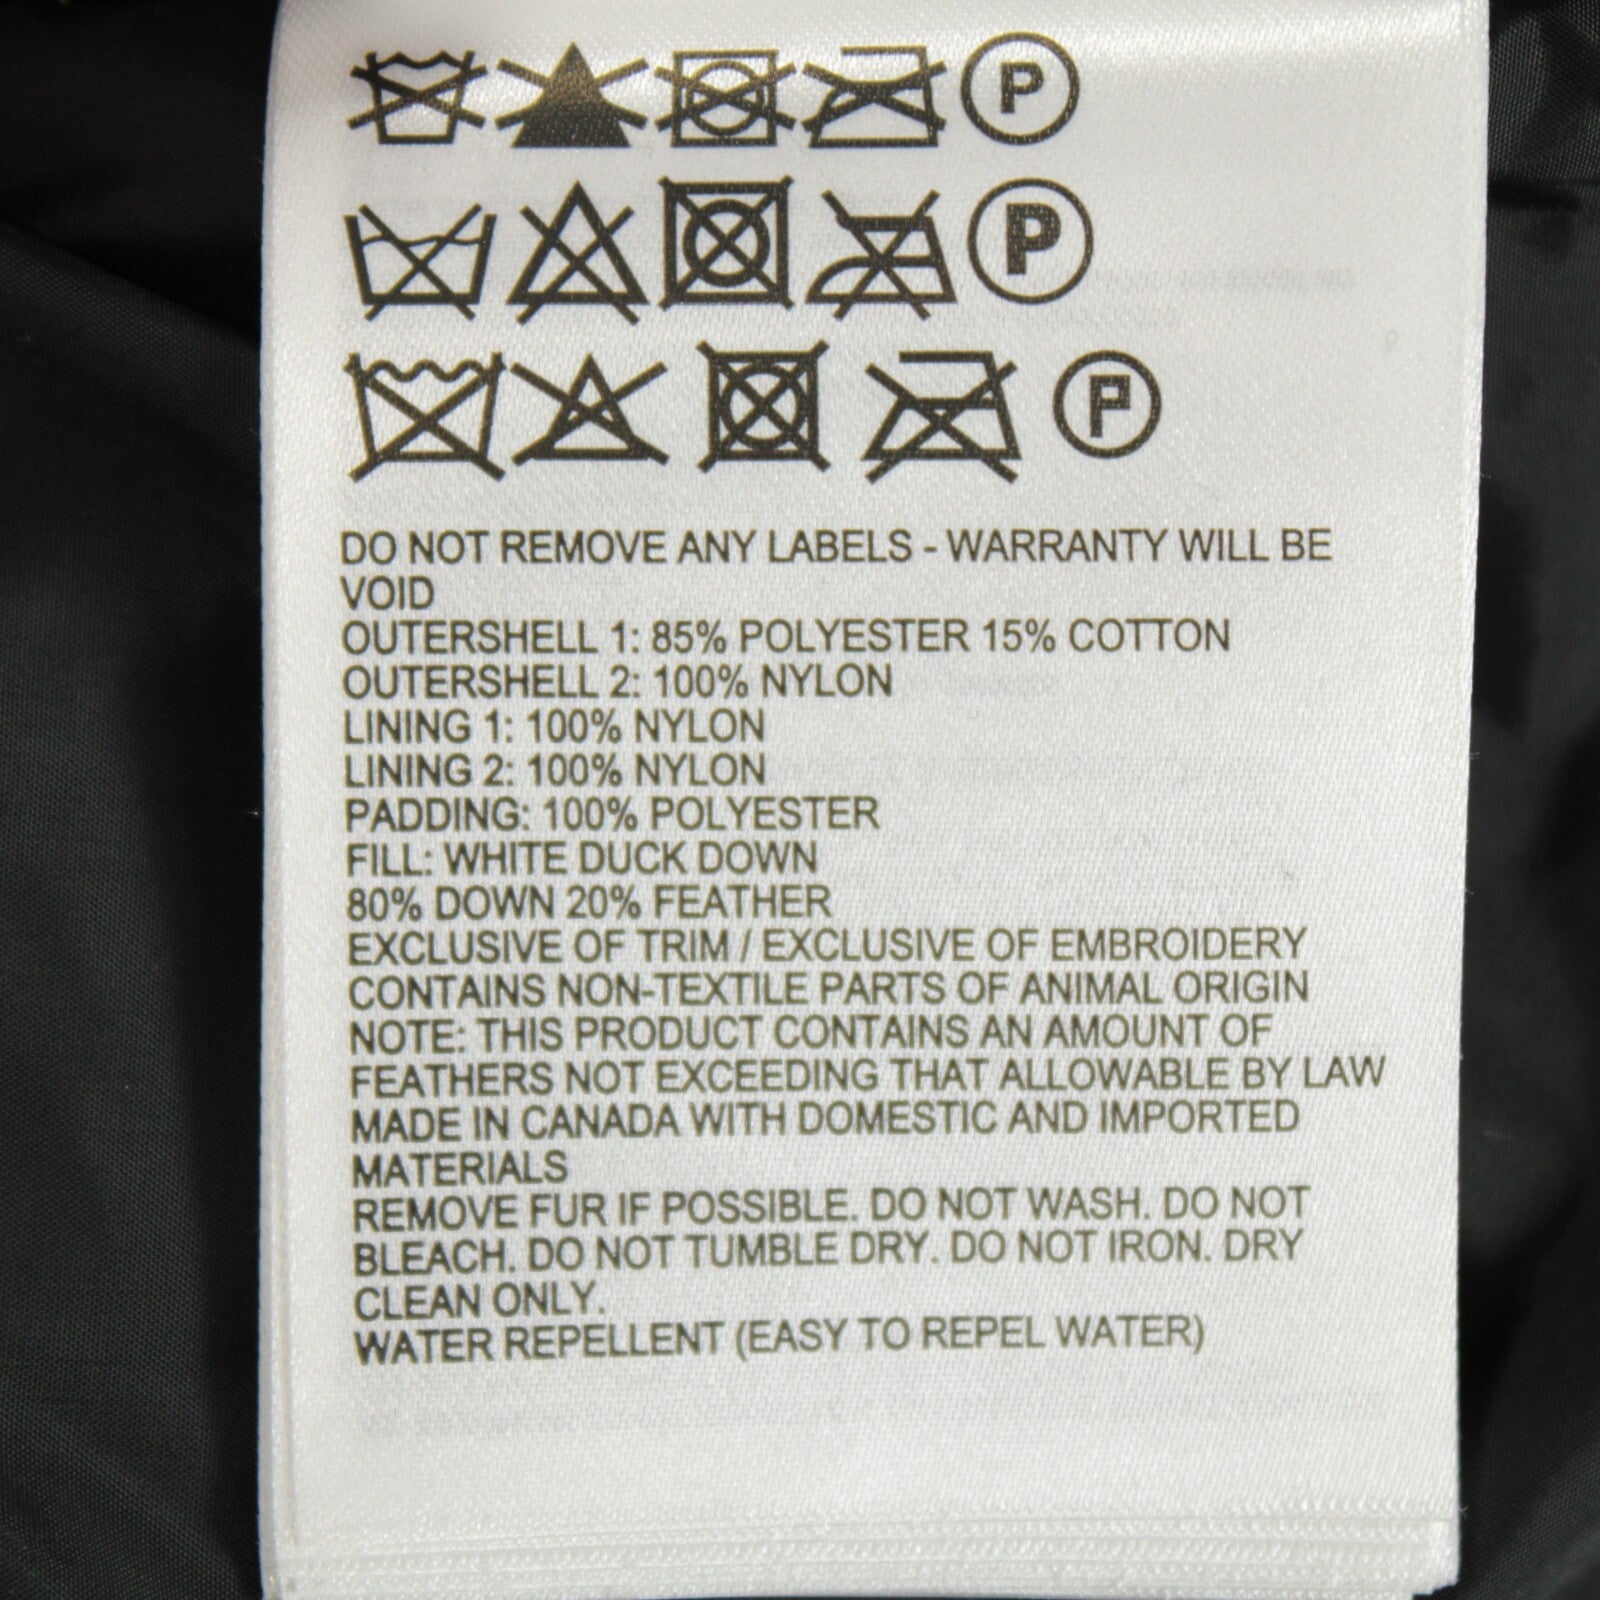 P
P
P
DO NOT REMOVE ANY LABELS - WARRANTY WILL BE
VOID
OUTERSHELL 1: 85% POLYESTER 15% COTTON
OUTERSHELL 2: 100% NYLON
LINING 1: 100% NYLON
LINING 2: 100% NYLON
PADDING: 100% POLYESTER
FILL: WHITE DUCK DOWN
80% DOWN 20% FEATHER
EXCLUSIVE OF TRIM / EXCLUSIVE OF EMBROIDERY
CONTAINS NON-TEXTILE PARTS OF ANIMAL ORIGIN
NOTE: THIS PRODUCT CONTAINS AN AMOUNT OF
FEATHERS NOT EXCEEDING THAT ALLOWABLE BY LAW
MADE IN CANADA WITH DOMESTIC AND IMPORTED
MATERIALS
REMOVE FUR IF POSSIBLE. DO NOT WASH. DO NOT
BLEACH. DO NOT TUMBLE DRY. DO NOT IRON. DRY
CLEAN ONLY.
WATER REPELLENT (EASY TO REPEL WATER)